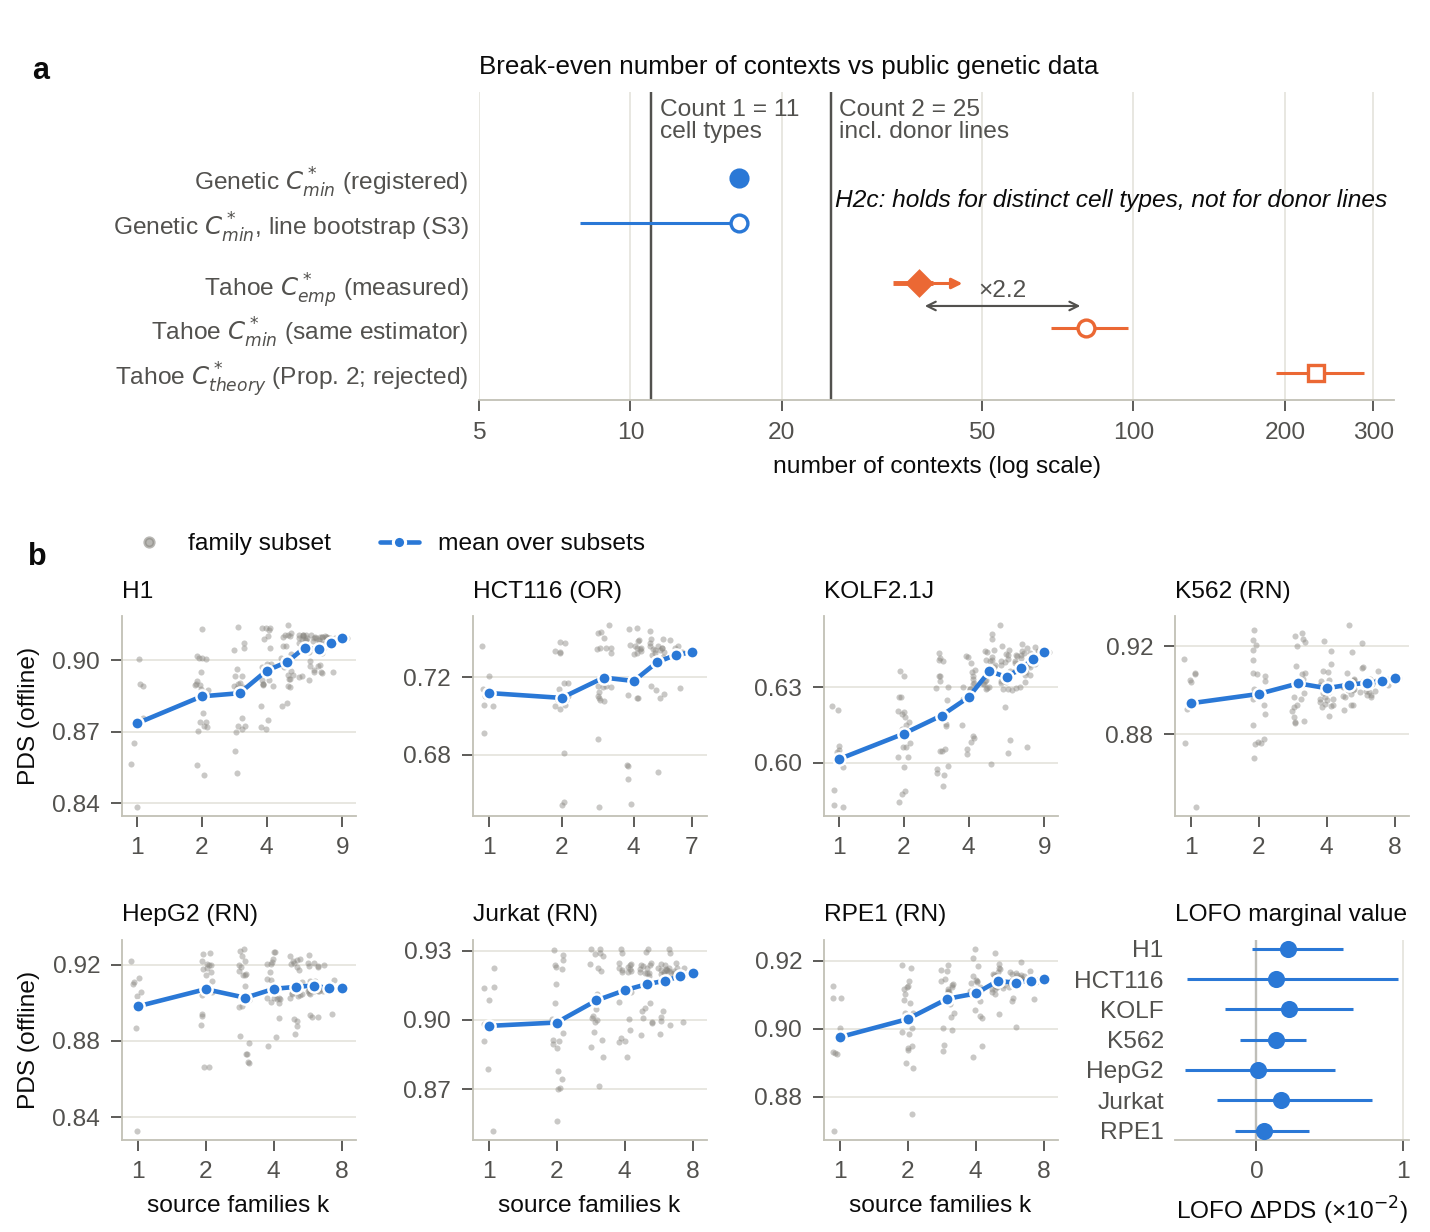 a
Break-even number of contexts vs public genetic data
Count 1 = 11
cell types
Count 2 = 25
incl. donor lines
Genetic C*min (registered)
H2c: holds for distinct cell types, not for donor lines
Genetic C*min, line bootstrap (S3)
Tahoe C*emp (measured)
×2.2
Tahoe C*min (same estimator)
Tahoe C*theory (Prop. 2; rejected)
5 10 20 50 100 200 300
number of contexts (log scale)
b
family subset
mean over subsets
H1
PDS (offline)
0.90
0.87
0.84
1 2 4 9
HCT116 (OR)
0.72
0.68
1 2 4 7
KOLF2.1J
0.63
0.60
1 2 4 9
K562 (RN)
0.92
0.88
1 2 4 8
HepG2 (RN)
PDS (offline)
0.92
0.88
0.84
1 2 4 8
source families k
Jurkat (RN)
0.93
0.90
0.87
1 2 4 8
source families k
RPE1 (RN)
0.92
0.90
0.88
1 2 4 8
source families k
LOFO marginal value
H1
HCT116
KOLF
K562
HepG2
Jurkat
RPE1
0 1
LOFO ΔPDS (×10⁻²)